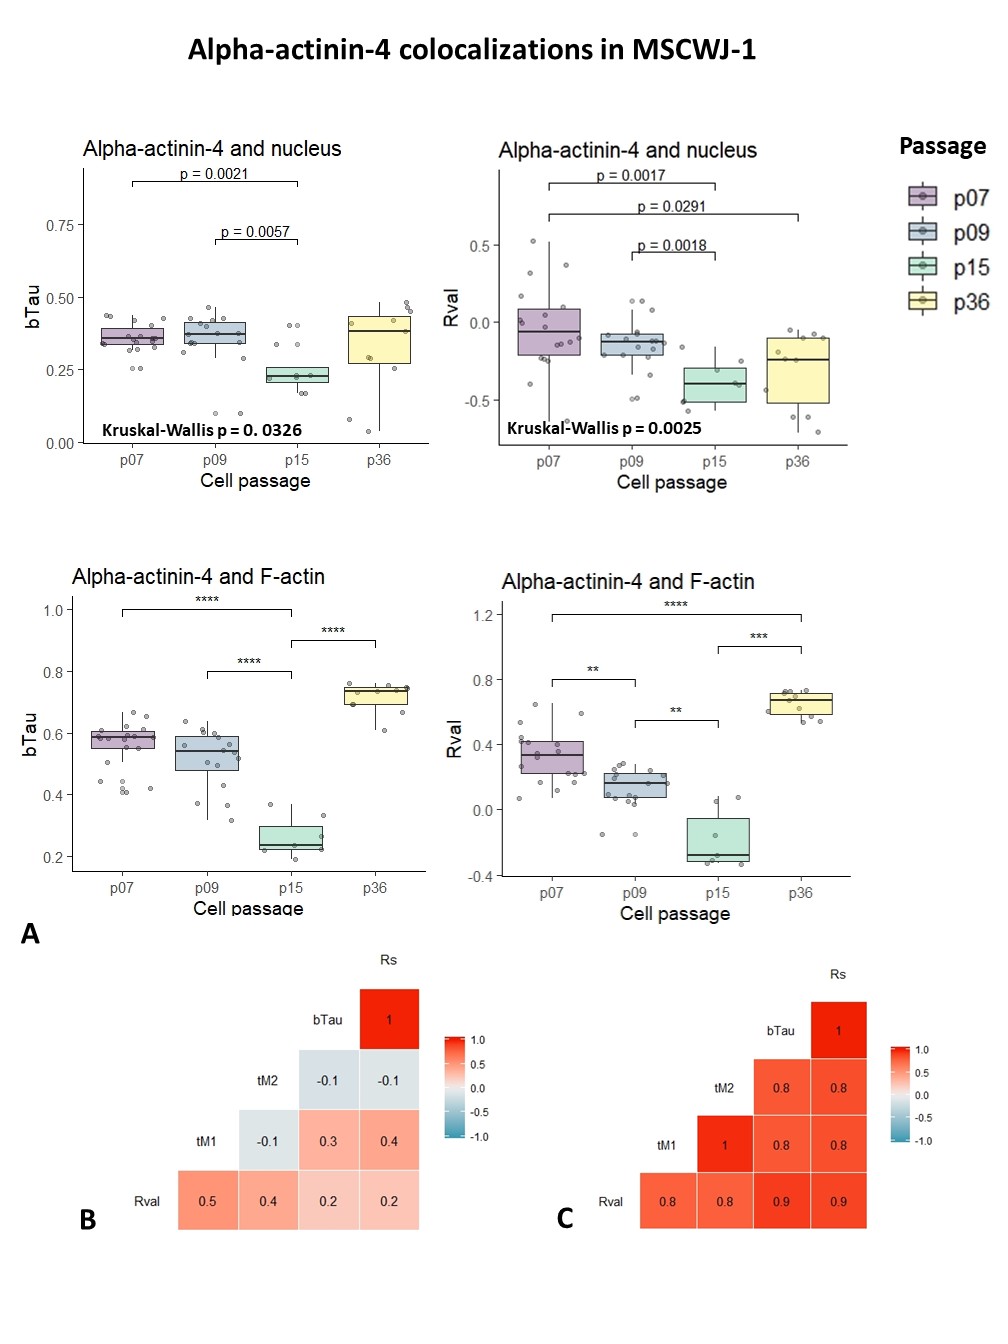 Alpha-actinin-4 colocalizations in MSCWJ-1
Passage
p07
p09
p15
p36
Alpha-actinin-4 and nucleus
p = 0.0021
p = 0.0057
0.75
0.50
0.25
0.00
bTau
Kruskal-Wallis p = 0. 0326
p07 p09 p15 p36
Cell passage
Alpha-actinin-4 and nucleus
p = 0.0017
p = 0.0291
p = 0.0018
0.5
0.0
-0.5
Rval
Kruskal-Wallis p = 0.0025
p07 p09 p15 p36
Cell passage
Alpha-actinin-4 and F-actin
****
****
****
1.0
0.8
0.6
0.4
0.2
bTau
p07 p09 p15 p36
Cell passage
Alpha-actinin-4 and F-actin
****
***
**
**
1.2
0.8
0.4
0.0
-0.4
Rval
p07 p09 p15 p36
Cell passage
A
Rs
bTau 1
tM2 -0.1 -0.1
tM1 -0.1 0.3 0.4
Rval 0.5 0.4 0.2 0.2
1.0
0.5
0.0
-0.5
-1.0
B
Rs
bTau 1
tM2 0.8 0.8
tM1 1 0.8 0.8
Rval 0.8 0.8 0.9 0.9
1.0
0.5
0.0
-0.5
-1.0
C